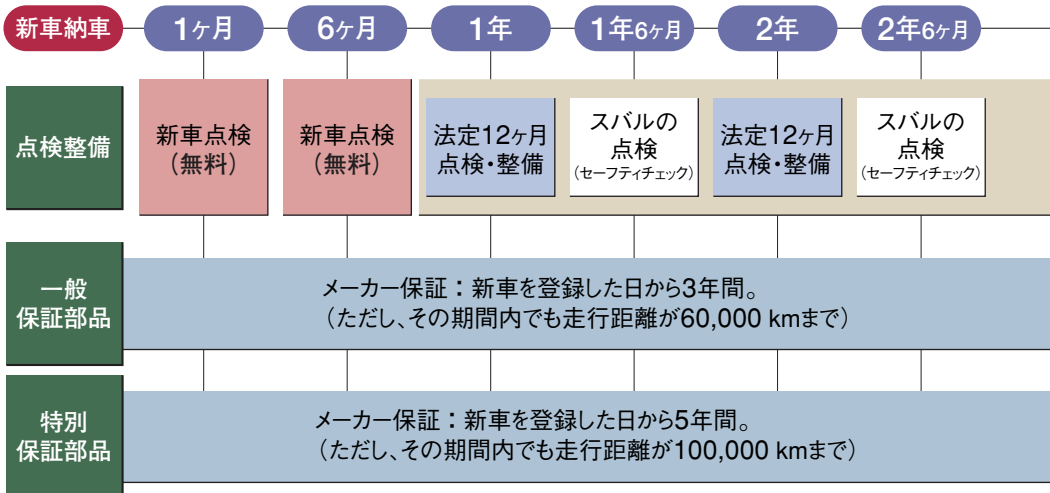 新車納車
1ヶ月
6ヶ月
1年
1年6ヶ月
2年
2年6ヶ月
点検整備
新車点検
（無料）
新車点検
（無料）
法定12ヶ月
点検・整備
スバルの
点検
（セーフティチェック）
法定12ヶ月
点検・整備
スバルの
点検
（セーフティチェック）
一般
保証部品
メーカー保証：新車を登録した日から3年間。
（ただし、その期間内でも走行距離が60,000 kmまで）
特別
保証部品
メーカー保証：新車を登録した日から5年間。
（ただし、その期間内でも走行距離が100,000 kmまで）